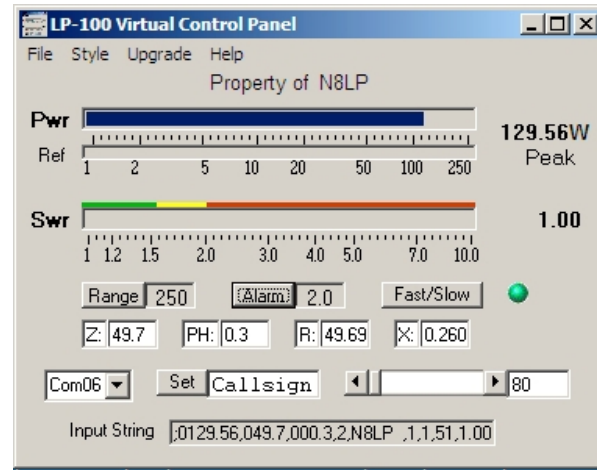 LP-100 Virtual Control Panel
File Style Upgrade Help
Property of N8LP
Pwr
129.56W
Ref
Peak
1 2 5 10 20 50 100 250
Swr
1.00
1 1.2 1.5 2.0 3.0 4.0 5.0 7.0 10.0
Range 250 Alarm 2.0 Fast/Slow
Z: 49.7 PH: 0.3 R: 49.69 X: 0.260
Com06 Set Callsign 80
Input String ;0129.56,049.7,000.3,2,N8LP ,1,1,51,1.00